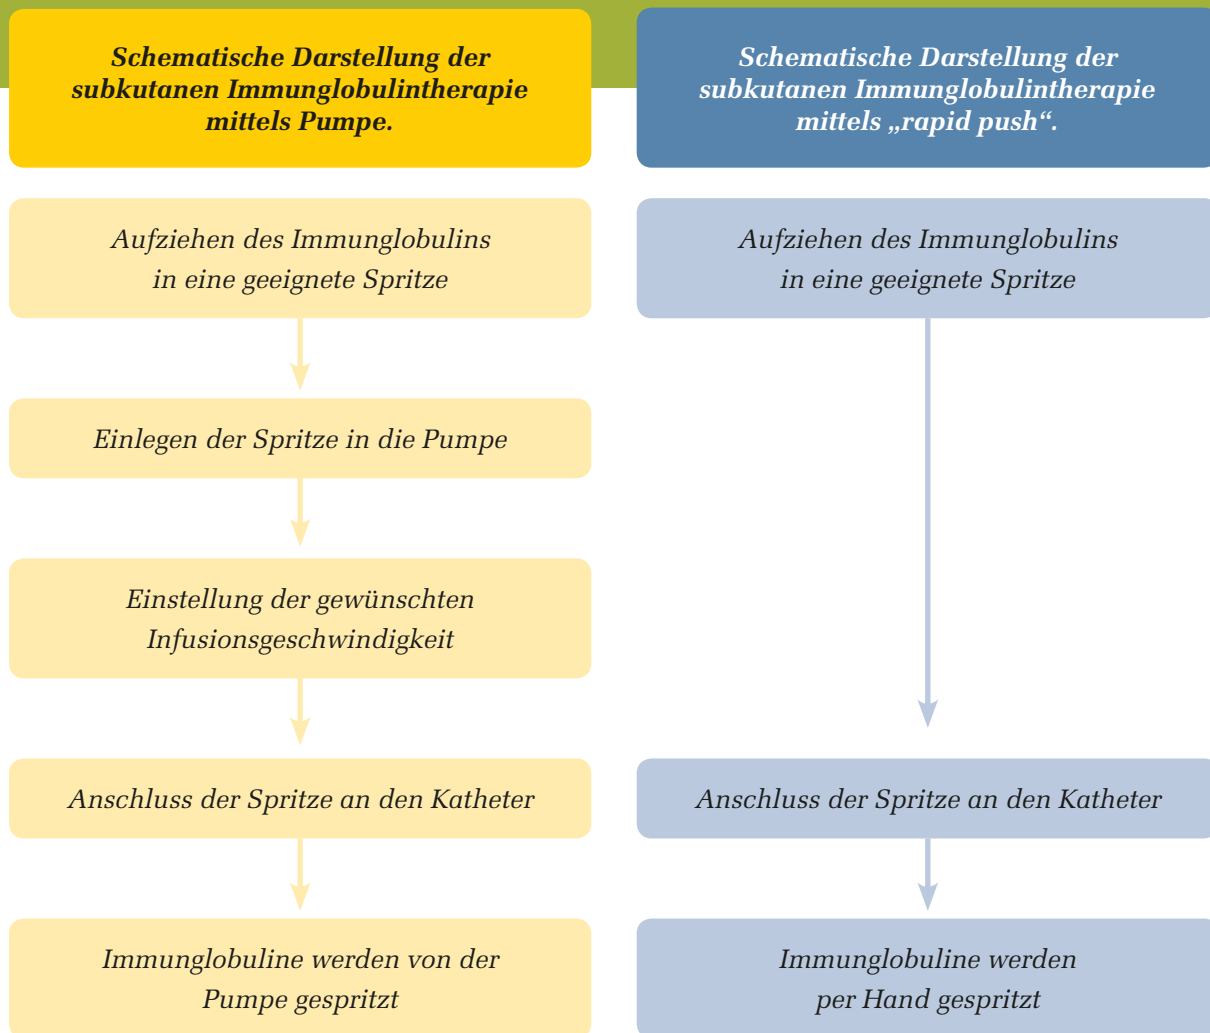 Schematische Darstellung der
subkutanen Immunglobulintherapie
mittels Pumpe.
Aufziehen des Immunglobulins
in eine geeignete Spritze
Einlegen der Spritze in die Pumpe
Einstellung der gewünschten
Infusionsgeschwindigkeit
Anschluss der Spritze an den Katheter
Immunglobuline werden von der
Pumpe gespritzt
Schematische Darstellung der
subkutanen Immunglobulintherapie
mittels „rapid push“.
Aufziehen des Immunglobulins
in eine geeignete Spritze
Anschluss der Spritze an den Katheter
Immunglobuline werden
per Hand gespritzt